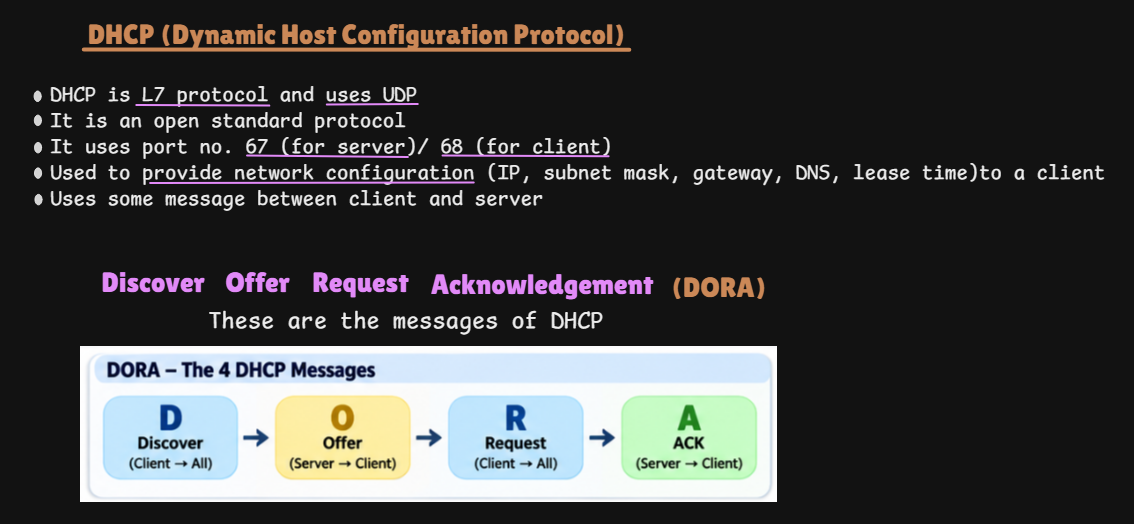 DHCP (Dynamic Host Configuration Protocol)
• DHCP is L7 protocol and uses UDP
• It is an open standard protocol
• It uses port no. 67 (for server)/ 68 (for client)
• Used to provide network configuration (IP, subnet mask, gateway, DNS, lease time)to a client
• Uses some message between client and server
Discover Offer Request Acknowledgement (DORA)
These are the messages of DHCP
DORA – The 4 DHCP Messages
D → O → R → A
Discover Offer Request ACK
(Client → All) (Server → Client) (Client → All) (Server → Client)